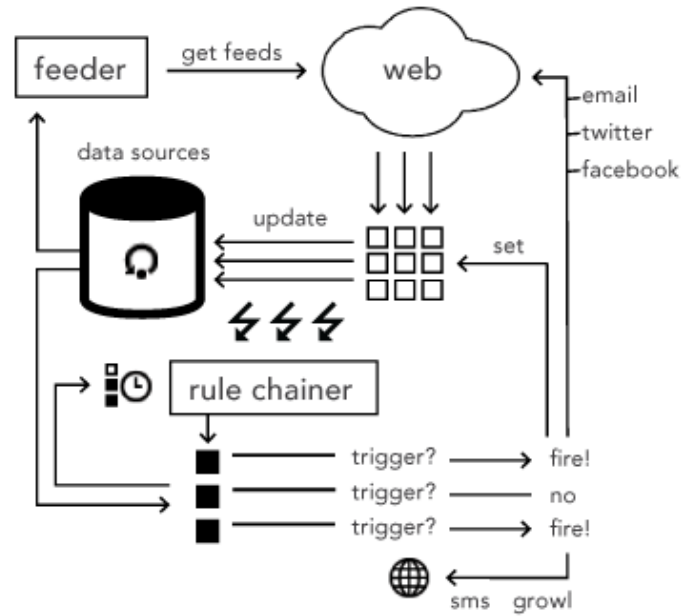 feeder
get feeds
web
email
twitter
facebook
data sources
update
set
rule chainer
trigger? fire!
trigger? no
trigger? fire!
sms growl